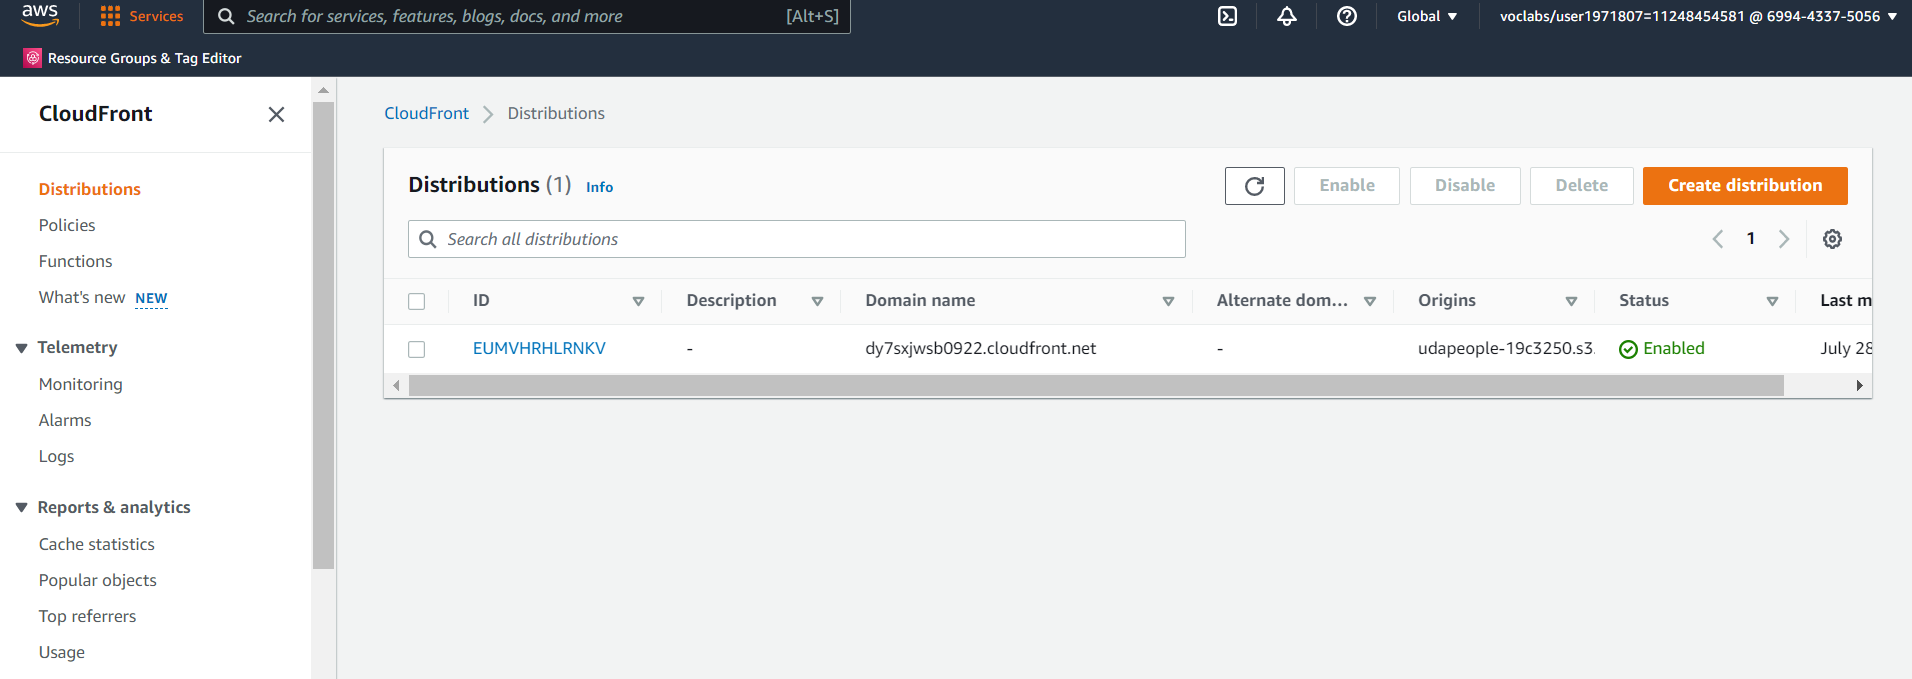 aws Services Search for services, features, blogs, docs, and more [Alt+S] Global voclabs/user1971807=11248454581 @ 6994-4337-5056
Resource Groups & Tag Editor
CloudFront
Distributions
Policies
Functions
What's new NEW
Telemetry
Monitoring
Alarms
Logs
Reports & analytics
Cache statistics
Popular objects
Top referrers
Usage
CloudFront Distributions
Distributions (1) Info
Enable Disable Delete Create distribution
Search all distributions
1
ID Description Domain name Alternate dom... Origins Status Last m
EUMVHRHLRNKV - dy7sxjwsb0922.cloudfront.net - udapeople-19c3250.s3. Enabled July 28